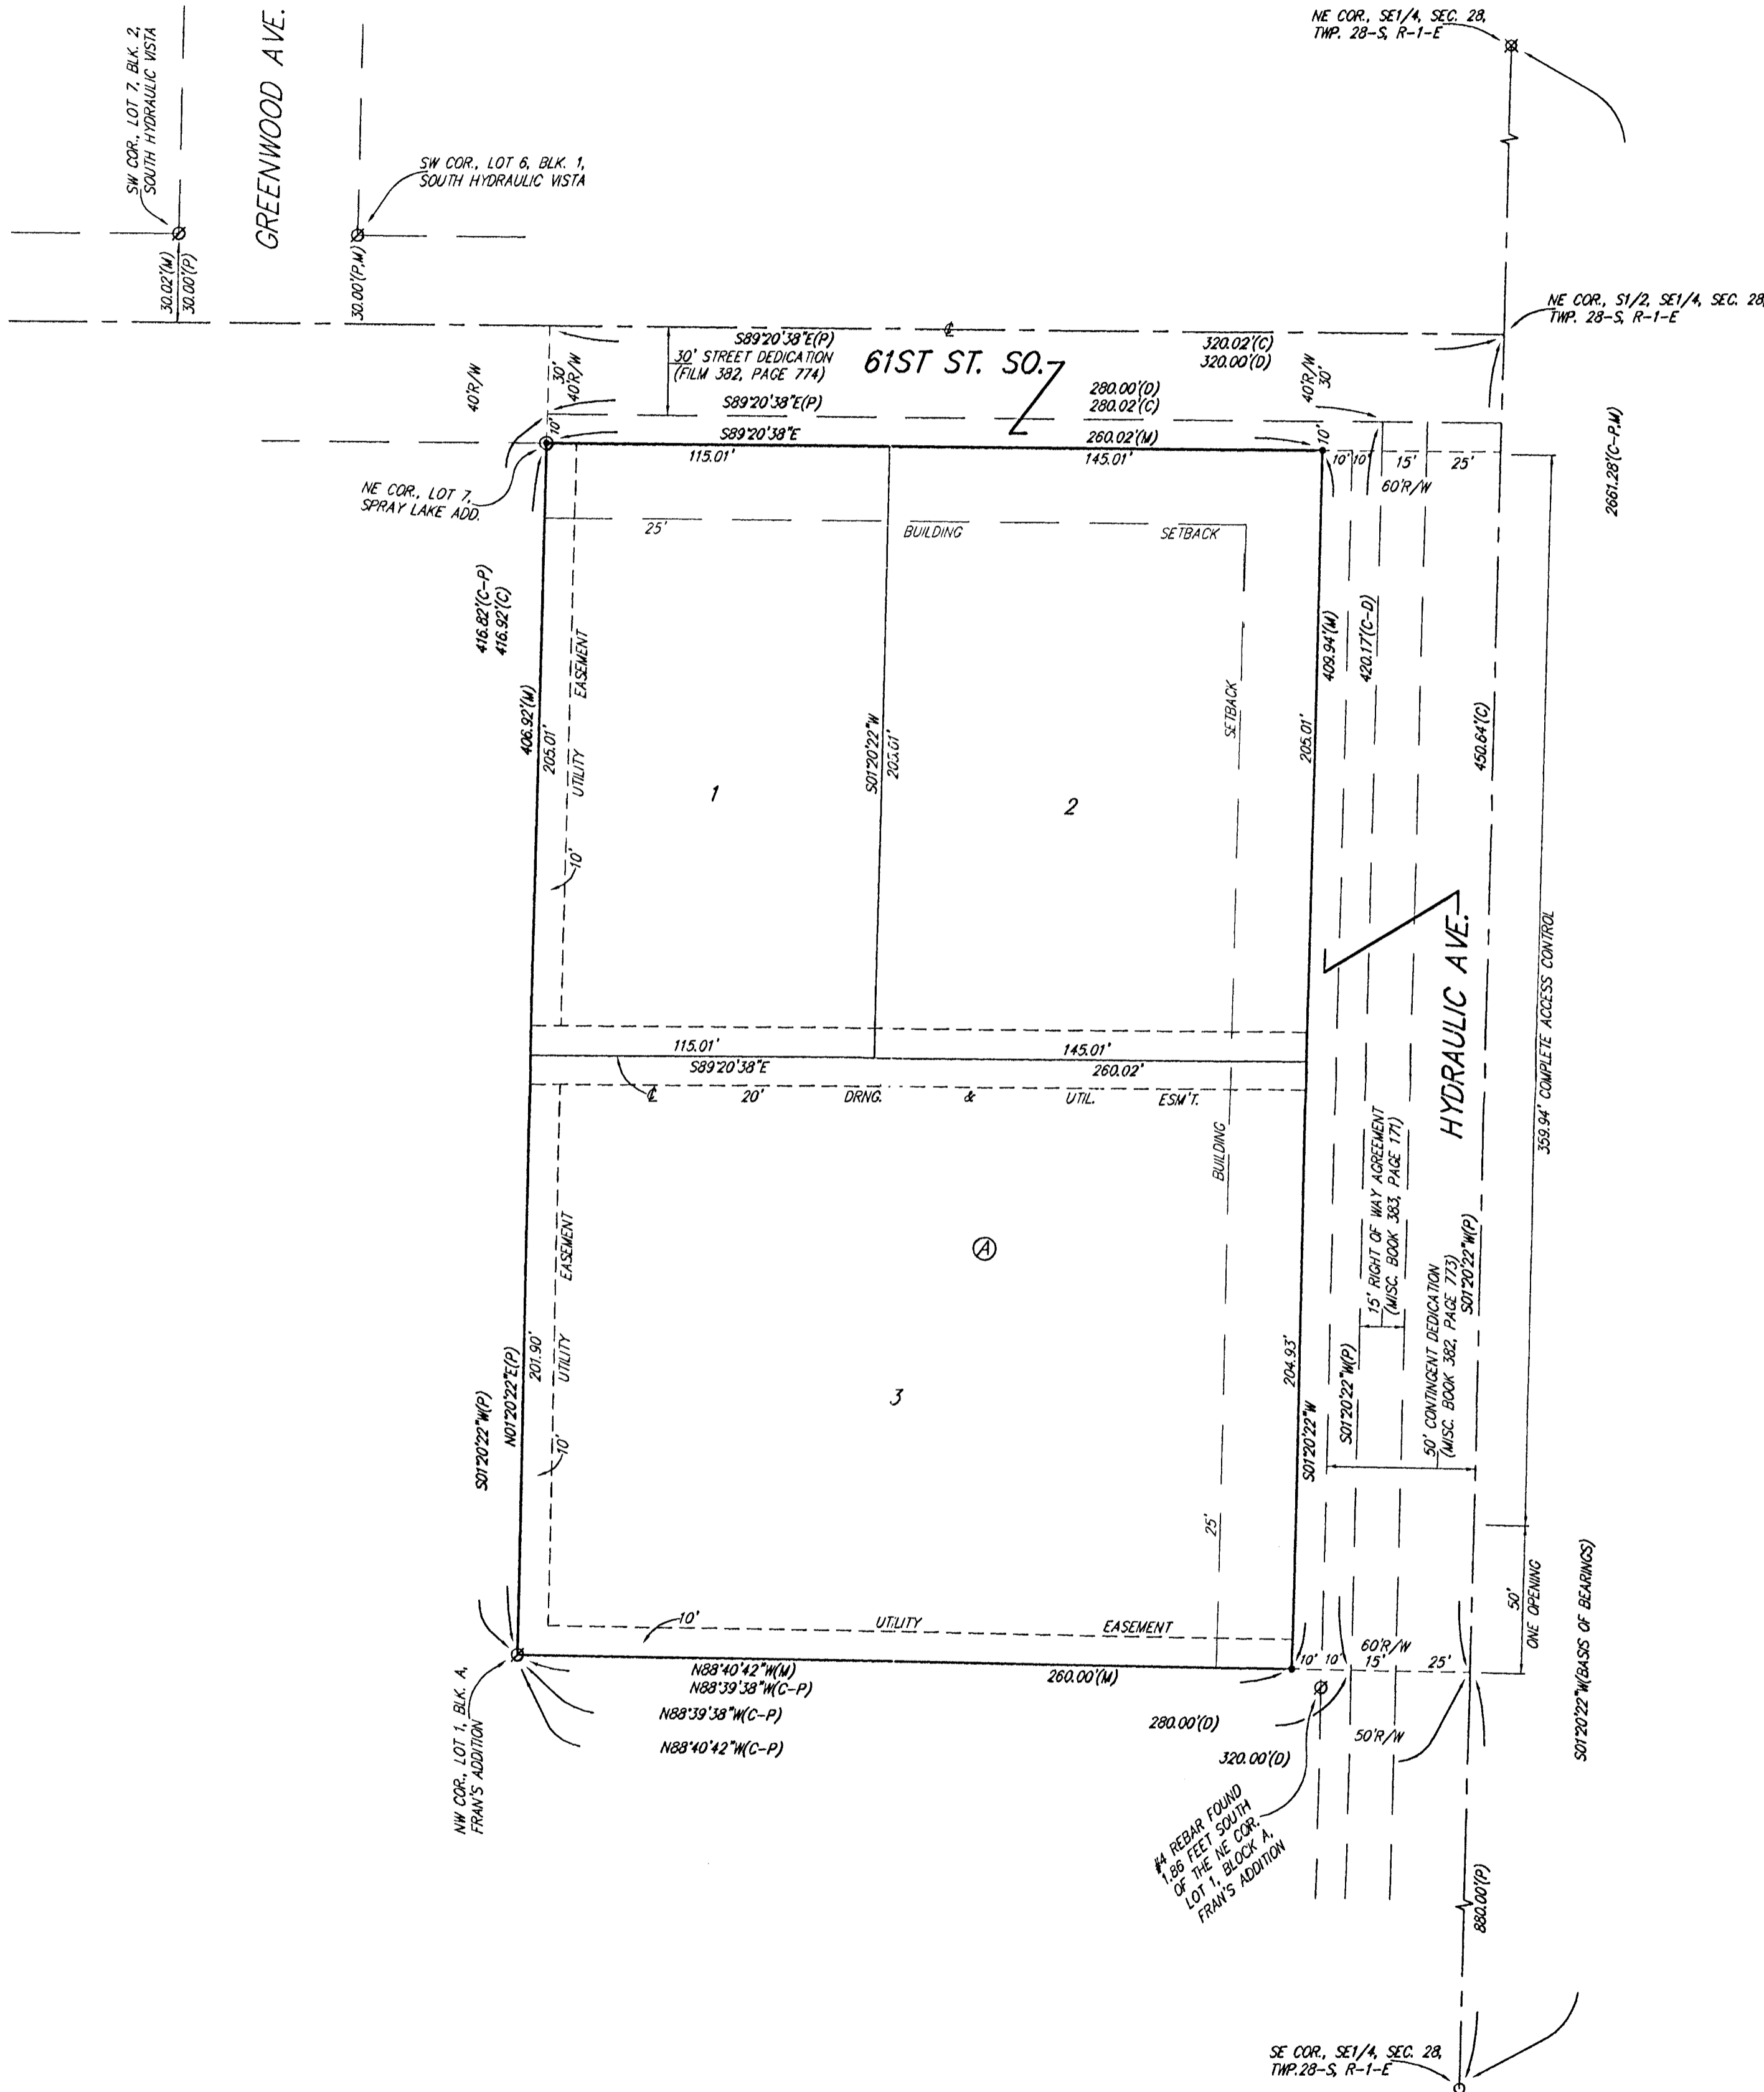 NE COR., SE1/4, SEC. 28,
TWP. 28-S, R-1-E
SW COR., LOT 7, BLK. 2,
SOUTH HYDRAULIC VISTA
GREENWOOD AVE.
SW COR., LOT 6, BLK. 1,
SOUTH HYDRAULIC VISTA
30.02'(M)
30.00'(P)
30.00'(P,M)
NE COR., S1/2, SE1/4, SEC. 28
TWP. 28-S, R-1-E
S89°20'38"E(P)
30' STREET DEDICATION
(FILM 382, PAGE 774)
61ST ST. SO.
320.02'(C)
320.00'(D)
40'R/W
30'
40'R/W
40'R/W
30'
280.00'(D)
280.02'(C)
S89°20'38"E(P)
10'
S89°20'38"E
260.02'(M)
10'
115.01'
145.01'
10'
10'
15'
25'
60'R/W
NE COR., LOT 7,
SPRAY LAKE ADD.
2661.28'(C-P,M)
25'
BUILDING
SETBACK
416.82'(C-P)
416.92'(C)
406.92'(M)
205.01'
UTILITY
EASEMENT
10'
S01°20'22"W
205.01'
SETBACK
205.01'
409.94'(M)
420.17'(C-D)
450.64'(C)
1
2
HYDRAULIC AVE.
359.94' COMPLETE ACCESS CONTROL
115.01'
145.01'
S89°20'38"E
260.02'
℄
20'
DRNG.
&
UTIL.
ESM'T.
BUILDING
15' RIGHT OF WAY AGREEMENT
(MISC. BOOK 383, PAGE 171)
50' CONTINGENT DEDICATION
(MISC. BOOK 382, PAGE 773)
S01°20'22"W(P)
A
3
EASEMENT
UTILITY
201.90'
N01°20'22"E(P)
S01°20'22"W(P)
10'
204.93'
S01°20'22"W
S01°20'22"W(P)
25'
50'
ONE OPENING
S01°20'22"W(BASIS OF BEARINGS)
10'
UTILITY
EASEMENT
N88°40'42"W(M)
N88°39'38"W(C-P)
260.00'(M)
10'
10'
60'R/W
15'
25'
N88°39'38"W(C-P)
N88°40'42"W(C-P)
280.00'(D)
50'R/W
320.00'(D)
NW COR., LOT 1, BLK. A,
FRAN'S ADDITION
#4 REBAR FOUND
1.86 FEET SOUTH
OF THE NE COR.
LOT 1, BLOCK A,
FRAN'S ADDITION
880.00'(P)
SE COR., SE1/4, SEC. 28,
TWP.28-S, R-1-E